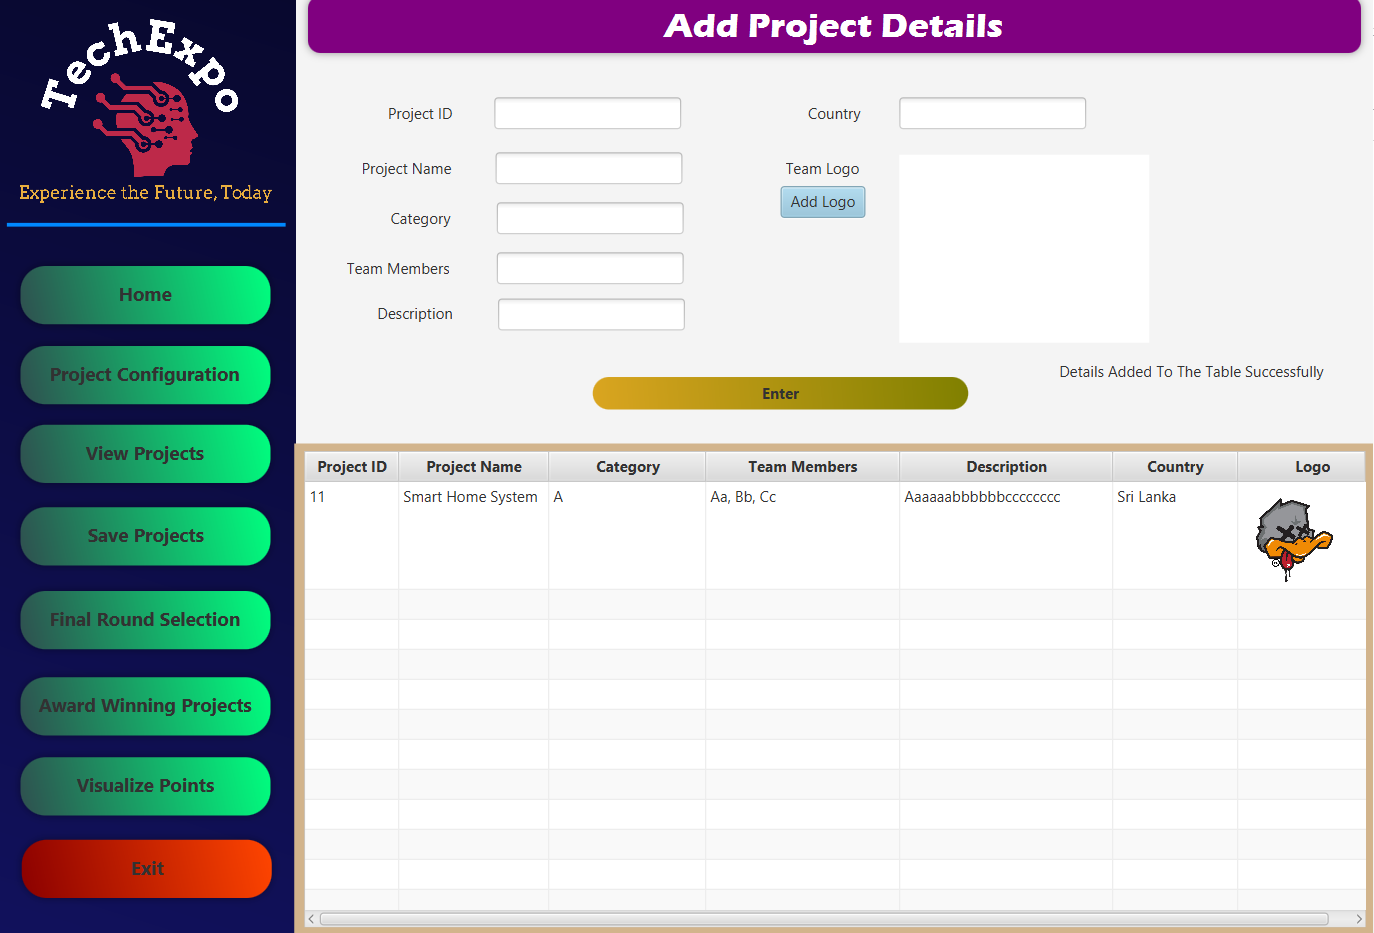 TechExpo
Experience the Future, Today
Home
Project Configuration
View Projects
Save Projects
Final Round Selection
Award Winning Projects
Visualize Points
Exit
Add Project Details
Project ID
Country
Project Name
Team Logo
Add Logo
Category
Team Members
Description
Details Added To The Table Successfully
Enter
Project ID Project Name Category Team Members Description Country Logo
11 Smart Home System A Aa, Bb, Cc Aaaaaabbbbbbcccccccc Sri Lanka